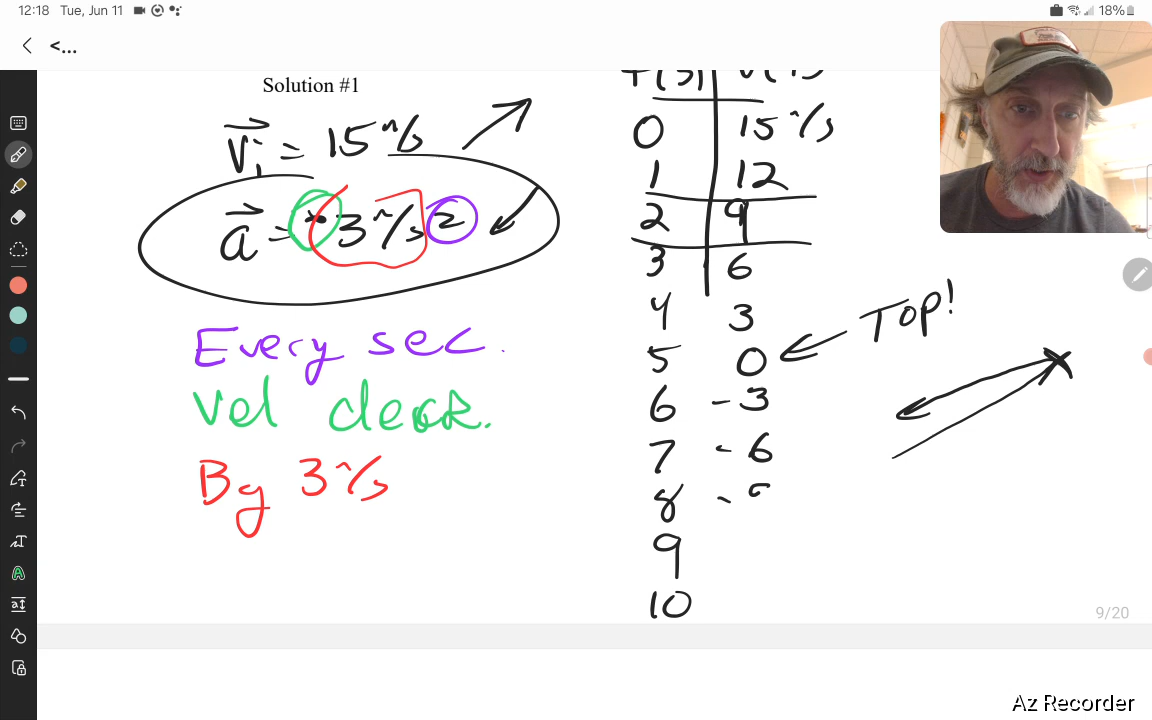 12:18 Tue, Jun 11
18%
<...
Solution #1
vi = 15 m/s
a = -3 m/s2
Every sec.
Vel decr.
By 3 m/s
t(s) v(m/s)
0 15 m/s
1 12
2 9
3 6
4 3
5 0
Top!
6 -3
7 -6
8 -
9
10
9/20
Az Recorder